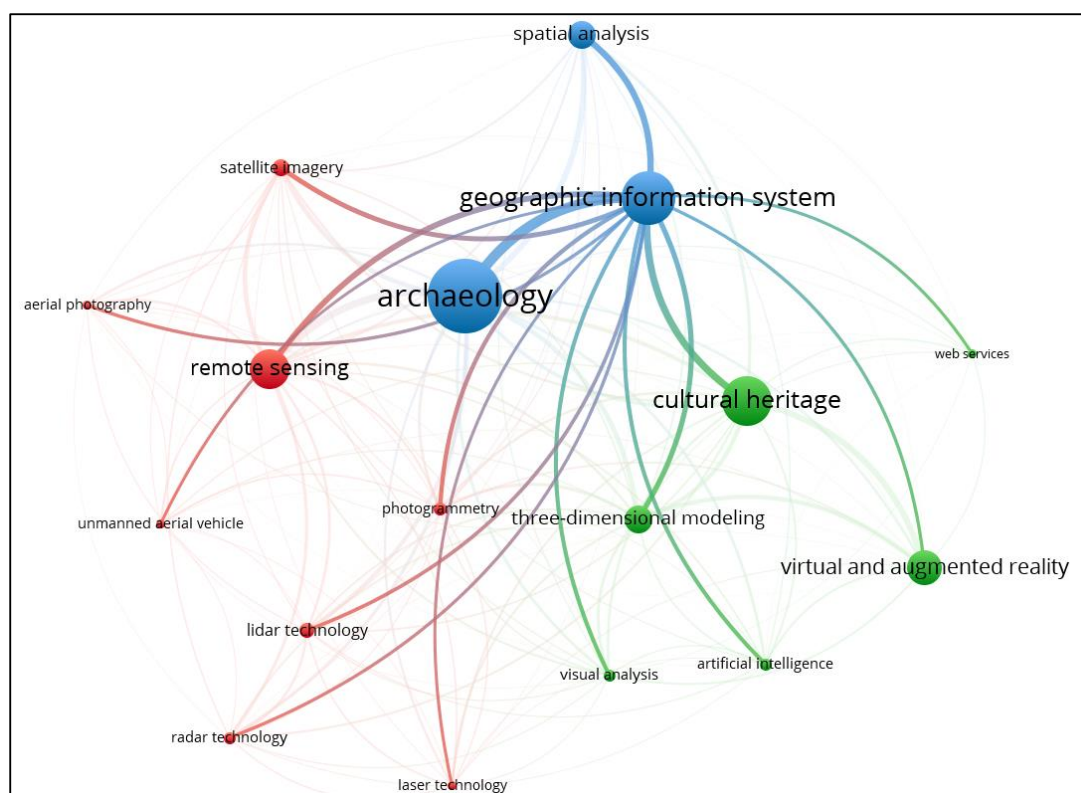 spatial analysis
satellite imagery
geographic information system
archaeology
aerial photography
web services
remote sensing
cultural heritage
photogrammetry
three-dimensional modeling
unmanned aerial vehicle
virtual and augmented reality
lidar technology
artificial intelligence
visual analysis
radar technology
laser technology